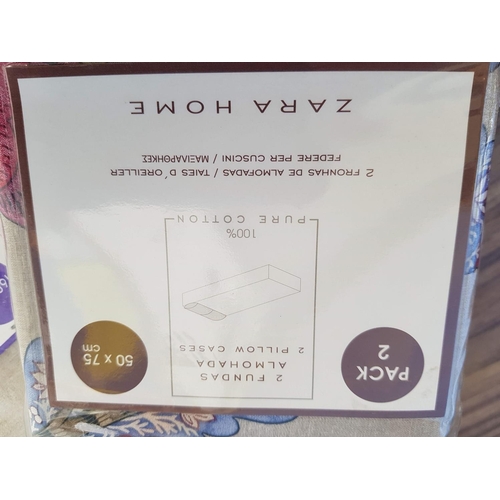 PACK
2
2 FUNDAS
ALMOHADA
2 PILLOW CASES
50 x 75
cm
100%
PURE COTTON
2 FRONHAS DE ALMOFADAS / TAIES D'OREILLER
FEDERE PER CUSCINI / ΜΑΞΙΛΑΡΟΘΗΚΕΣ
ZARA HOME